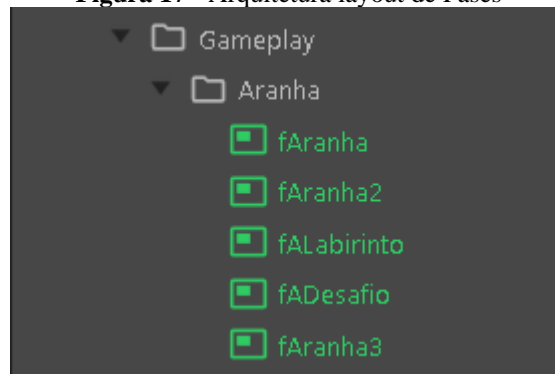 Figura 17 - Arquitetura layout de Fases
Gameplay
Aranha
fAranha
fAranha2
fALabirinto
fADesafio
fAranha3